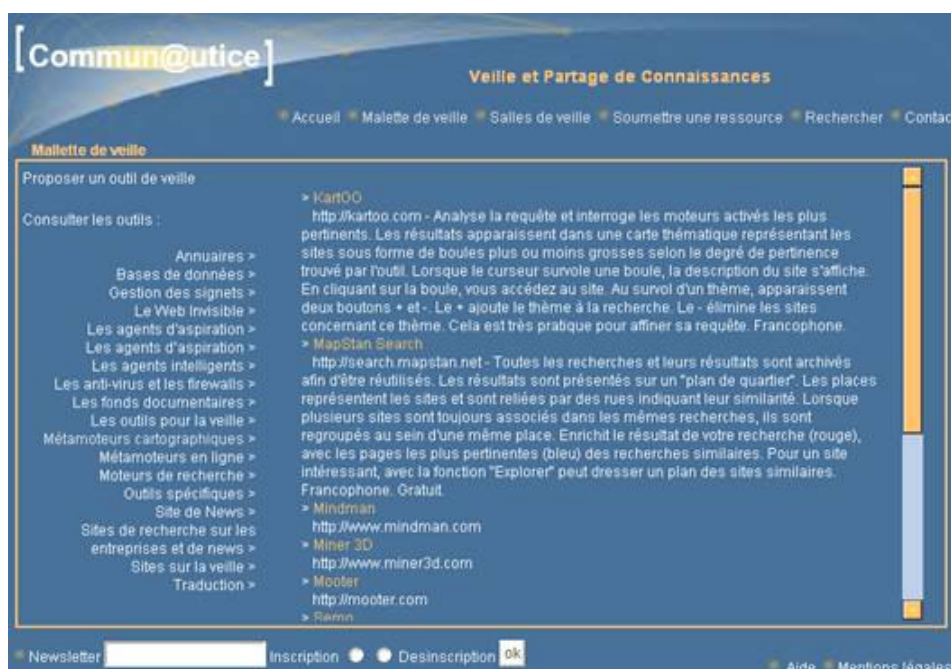 [Commun@utice]
Veille et Partage de Connaissances
Accueil Malette de veille Salles de veille Soumettre une ressource Rechercher Contac
Mallette de veille
Proposer un outil de veille
Consulter les outils :
Annuaires >
Bases de données >
Gestion des signets >
Le Web Invisible >
Les agents d'aspiration >
Les agents d'aspiration >
Les agents intelligents >
Les anti-virus et les firewalls >
Les fonds documentaires >
Les outils pour la veille >
Métamoteurs cartographiques >
Métamoteurs en ligne >
Moteurs de recherche >
Outils spécifiques >
Site de News >
Sites de recherche sur les
entreprises et de news >
Sites sur la veille >
Traduction >
> KartOO
http://kartoo.com - Analyse la requête et interroge les moteurs activés les plus
pertinents. Les résultats apparaissent dans une carte thématique représentant les
sites sous forme de boules plus ou moins grosses selon le degré de pertinence
trouvé par l'outil. Lorsque le curseur survole une boule, la description du site s'affiche.
En cliquant sur la boule, vous accédez au site. Au survol d'un thème, apparaissent
deux boutons + et -. Le + ajoute le thème à la recherche. Le - élimine les sites
concernant ce thème. Cela est très pratique pour affiner sa requête. Francophone.
> MapStan Search
http://search.mapstan.net - Toutes les recherches et leurs résultats sont archivés
afin d'être réutilisés. Les résultats sont présentés sur un "plan de quartier". Les places
représentent les sites et sont reliées par des rues indiquant leur similarité. Lorsque
plusieurs sites sont toujours associés dans les mêmes recherches, ils sont
regroupés au sein d'une même place. Enrichit le résultat de votre recherche (rouge),
avec les pages les plus pertinentes (bleu) des recherches similaires. Pour un site
intéressant, avec la fonction "Explorer" peut dresser un plan des sites similaires.
Francophone. Gratuit.
> Mindman
http://www.mindman.com
> Miner 3D
http://www.miner3d.com
> Mooter
http://mooter.com
>
Newsletter Inscription Desinscription ok
Aide Mentions légales